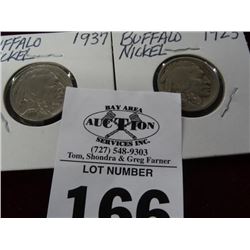 BUFFALO 1937
NICKEL
BUFFALO 1925
NICKEL
BAY AREA
AUCTION
SERVICES INC.
(727) 548-9303
Tom, Shondra & Greg Farner
LOT NUMBER
166